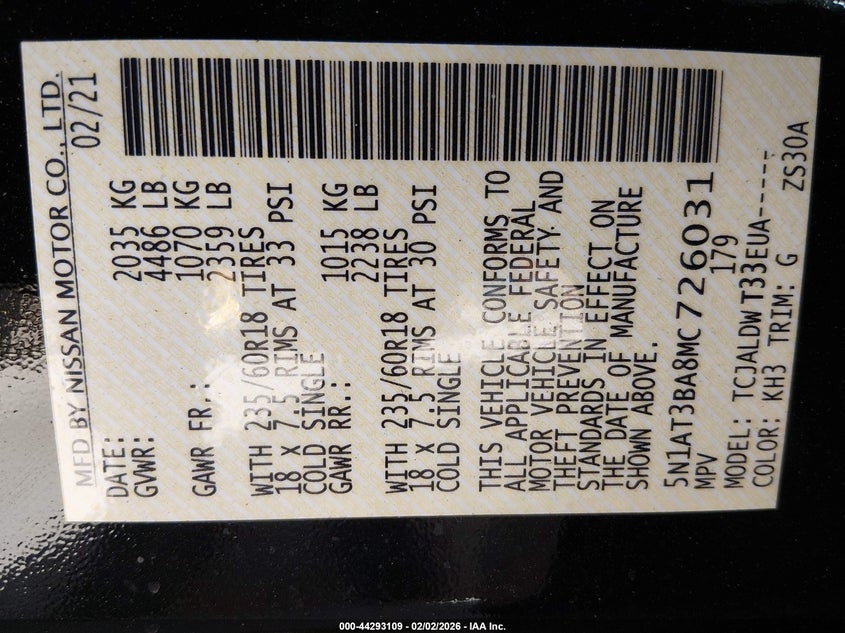 MFD BY NISSAN MOTOR CO., LTD.
DATE: 02/21
GVWR: 2035 KG
4486 LB
GAWR FR.: 1070 KG
2359 LB
WITH 235/60R18 TIRES
18 X 7.5 RIMS AT 33 PSI
COLD SINGLE
GAWR RR.: 1015 KG
2238 LB
WITH 235/60R18 TIRES
18 X 7.5 RIMS AT 30 PSI
COLD SINGLE
THIS VEHICLE CONFORMS TO
ALL APPLICABLE FEDERAL
MOTOR VEHICLE SAFETY AND
THEFT PREVENTION
STANDARDS IN EFFECT ON
THE DATE OF MANUFACTURE
SHOWN ABOVE.
5N1AT3BA8MC726031
MPV 179
MODEL: TCJALDWT33EUA-----
COLOR: KH3 TRIM: G ZS30A
000-44293109 - 02/02/2026 - IAA Inc.